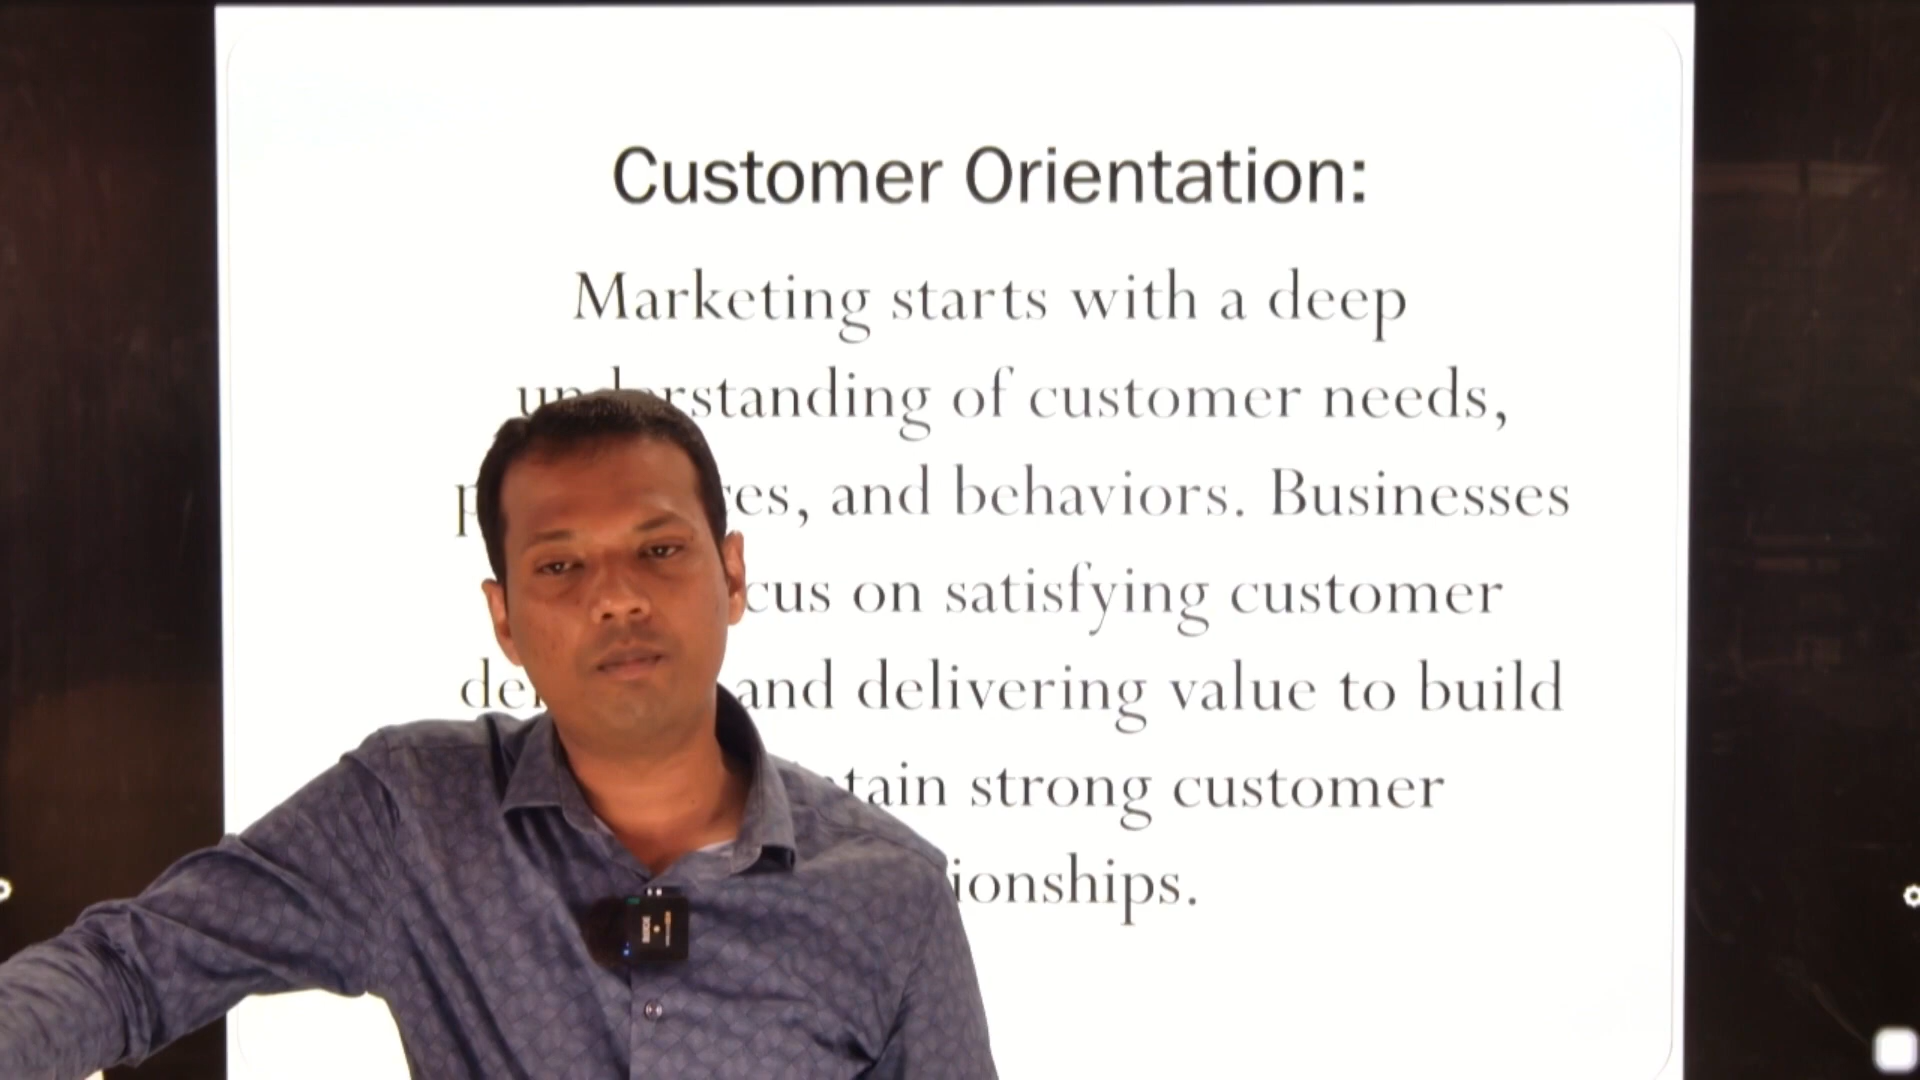 Customer Orientation:
Marketing starts with a deep
understanding of customer needs,
and behaviors. Businesses
on satisfying customer
and delivering value to build
strong customer